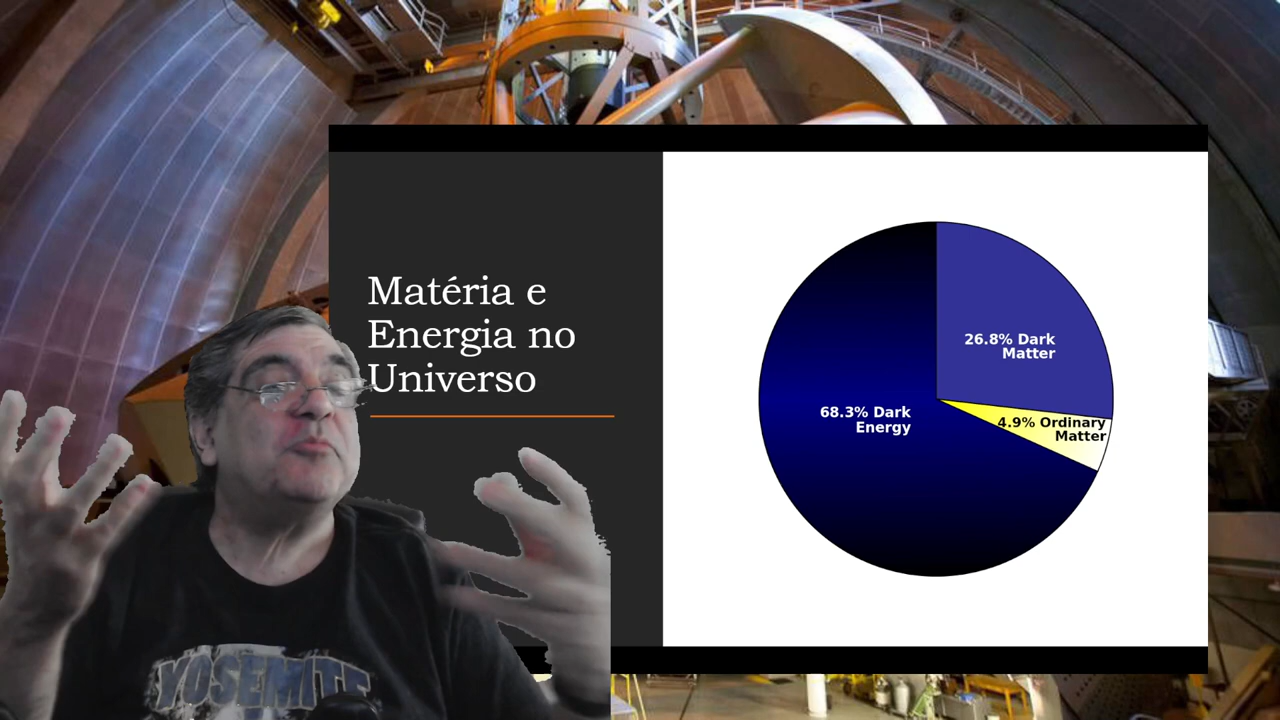 Matéria e
Energia no
Universo
26.8% Dark
Matter
4.9% Ordinary
Matter
68.3% Dark
Energy
YOSEMITE